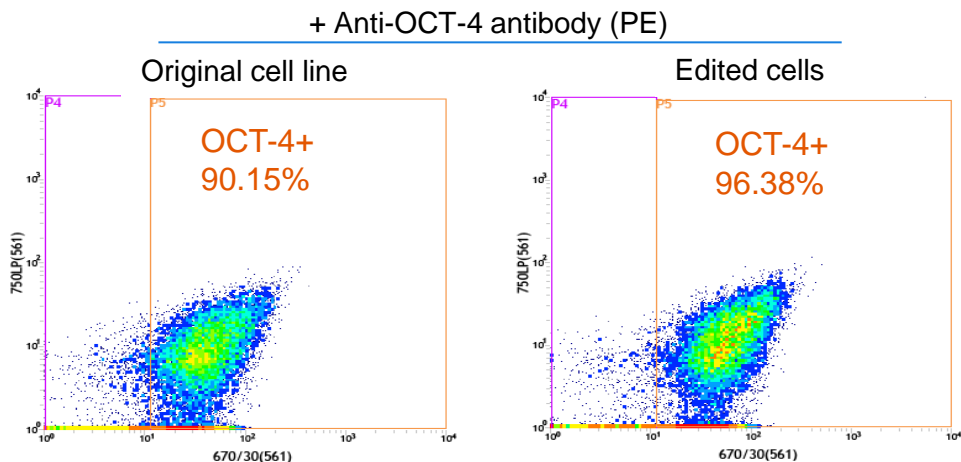 + Anti-OCT-4 antibody (PE)
Original cell line
Edited cells
P4
P5
OCT-4+
90.15%
10⁴
10³
10²
10¹
10⁰
750LP(561)
10⁰ 10¹ 10² 10³ 10⁴
670/30(561)
P4
P5
OCT-4+
96.38%
10⁴
10³
10²
10¹
10⁰
750LP(561)
10⁰ 10¹ 10² 10³ 10⁴
670/30(561)